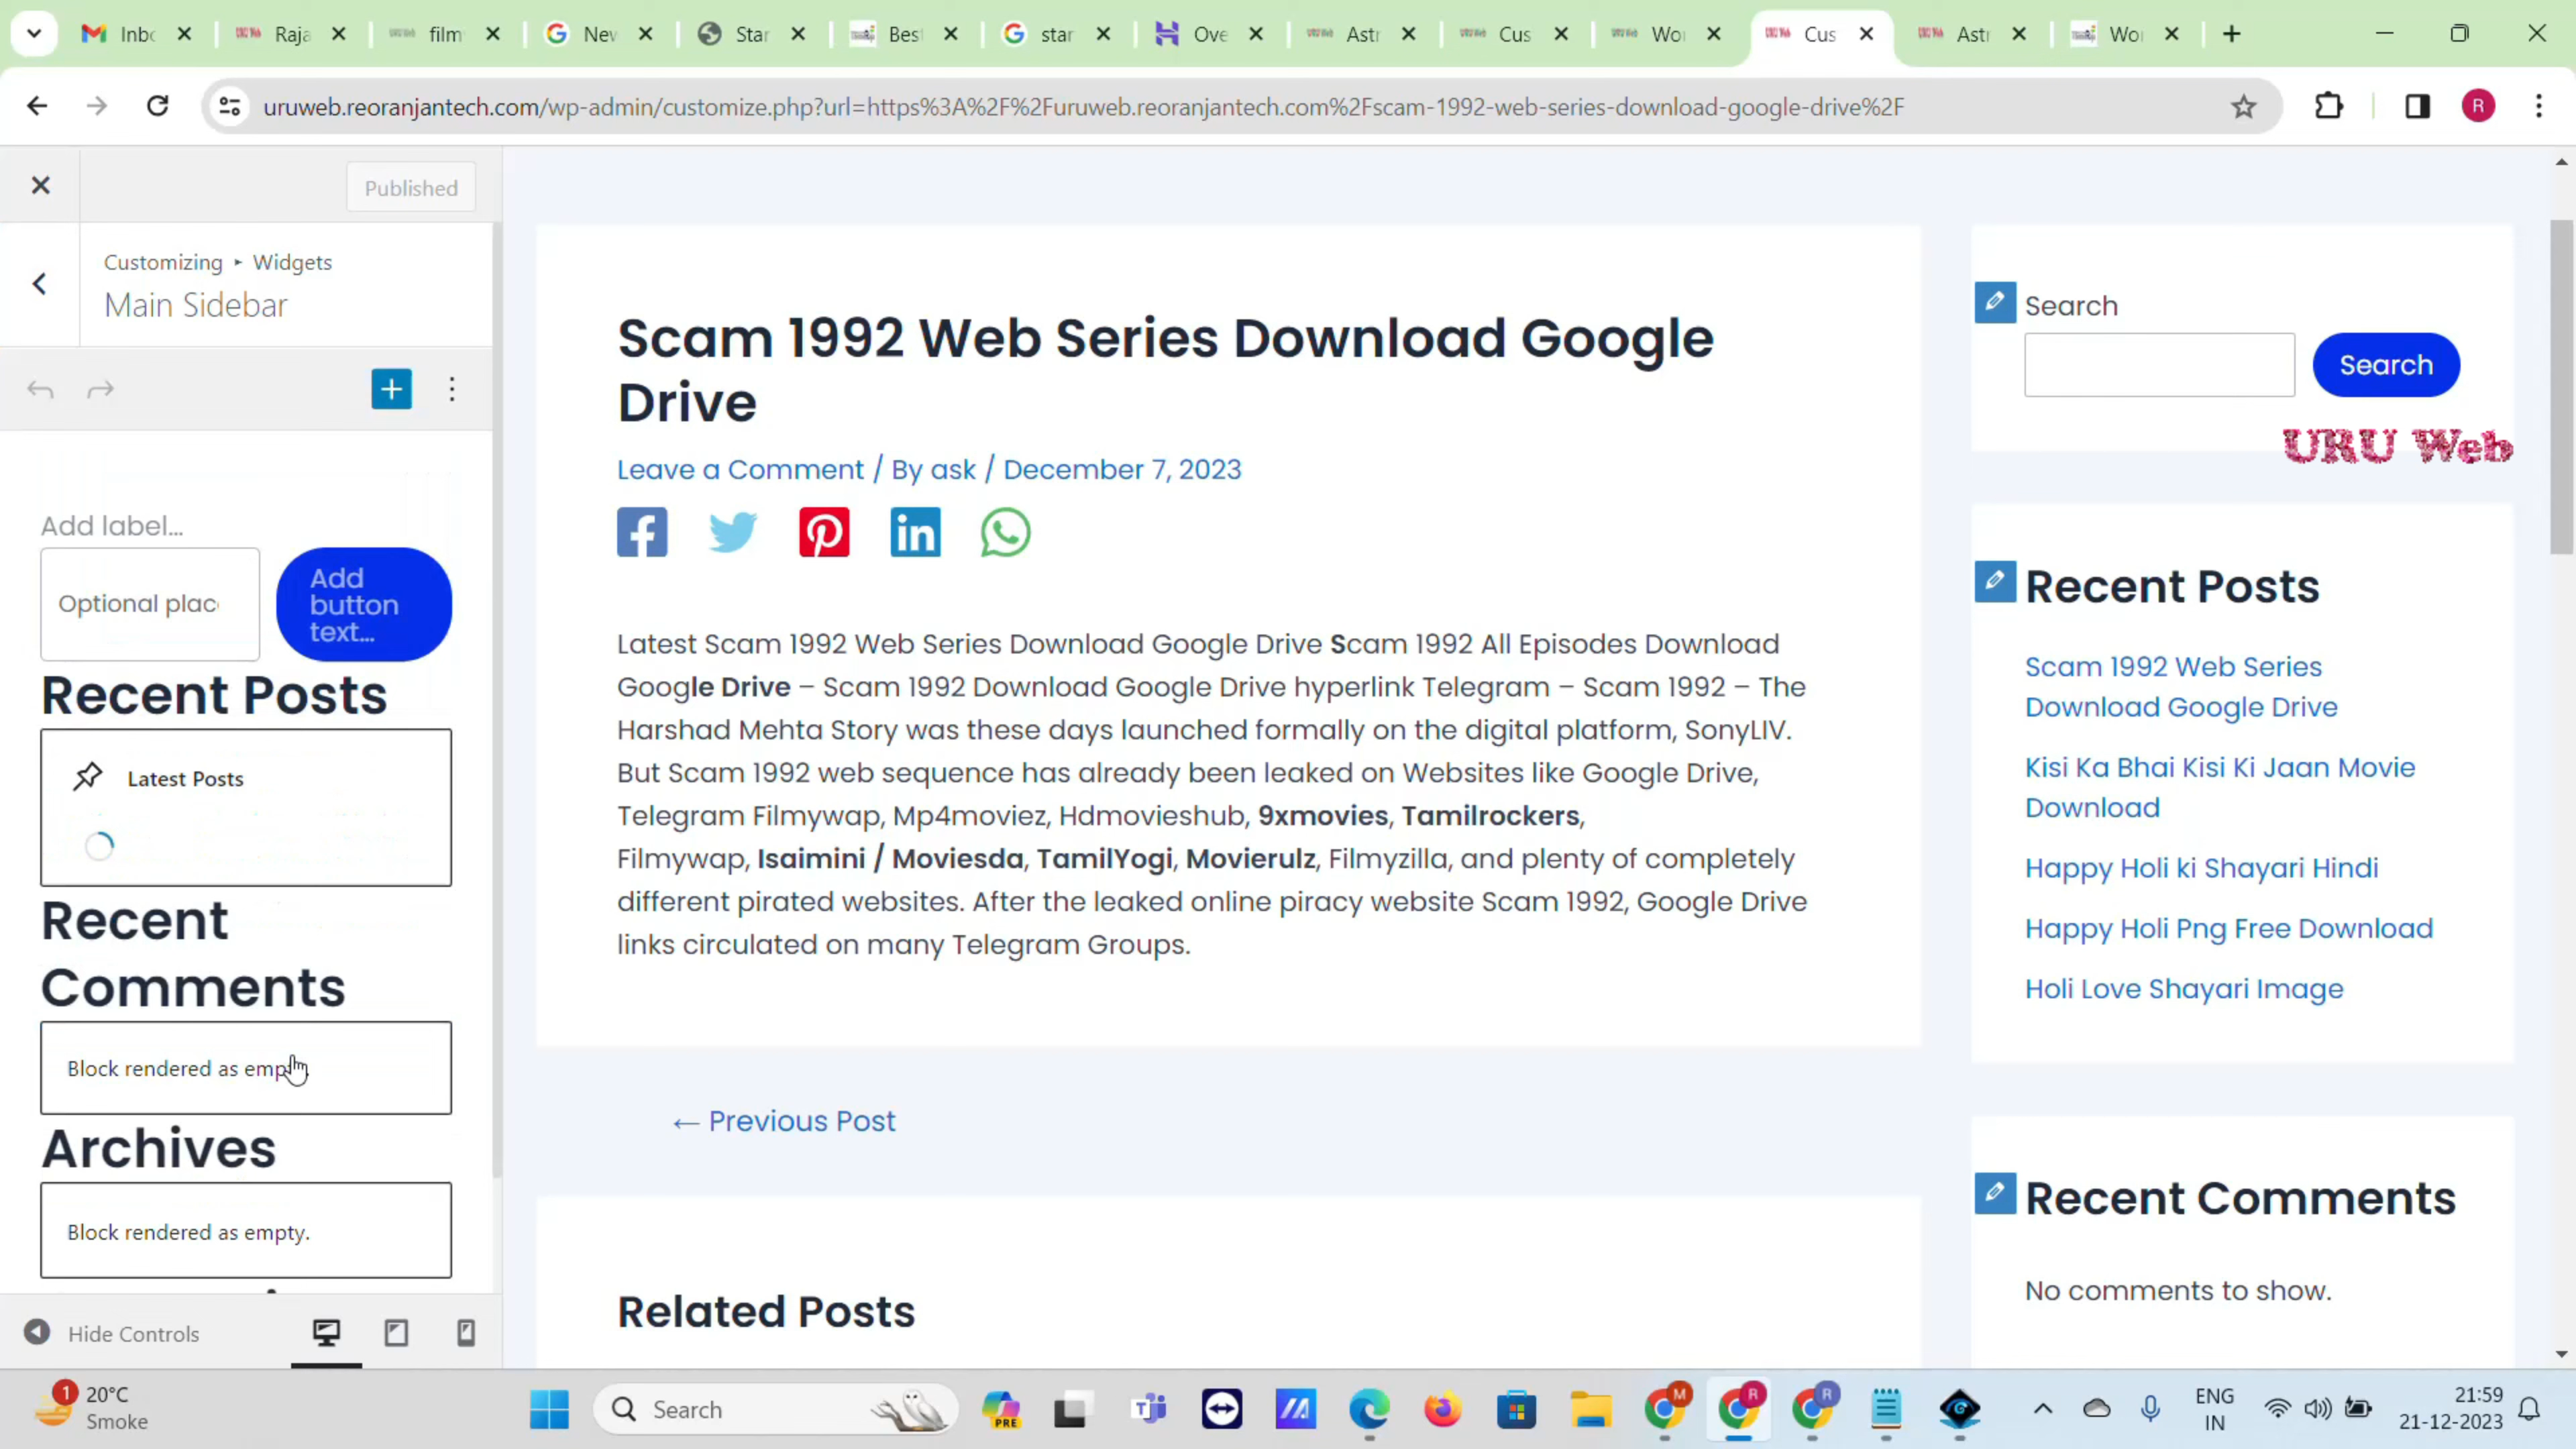 Inbo
Raja
film
New
Star
Bes
star
Ove
Astr
Cus
Wo
Cus
Astr
Wo
uruweb.reoranjantech.com/wp-admin/customize.php?url=https%3A%2F%2Furuweb.reoranjantech.com%2Fscam-1992-web-series-download-google-drive%2F
R
Published
Customizing ▸ Widgets
Main Sidebar
Add label...
Optional plac
Add
button
text...
Recent Posts
Latest Posts
Recent
Comments
Block rendered as emp
Archives
Block rendered as empty.
Hide Controls
Scam 1992 Web Series Download Google
Drive
Leave a Comment / By ask / December 7, 2023
Latest Scam 1992 Web Series Download Google Drive Scam 1992 All Episodes Download
Google Drive – Scam 1992 Download Google Drive hyperlink Telegram – Scam 1992 – The
Harshad Mehta Story was these days launched formally on the digital platform, SonyLIV.
But Scam 1992 web sequence has already been leaked on Websites like Google Drive,
Telegram Filmywap, Mp4moviez, Hdmovieshub, 9xmovies, Tamilrockers,
Filmywap, Isaimini / Moviesda, TamilYogi, Movierulz, Filmyzilla, and plenty of completely
different pirated websites. After the leaked online piracy website Scam 1992, Google Drive
links circulated on many Telegram Groups.
← Previous Post
Related Posts
Search
Search
URU Web
Recent Posts
Scam 1992 Web Series
Download Google Drive
Kisi Ka Bhai Kisi Ki Jaan Movie
Download
Happy Holi ki Shayari Hindi
Happy Holi Png Free Download
Holi Love Shayari Image
Recent Comments
No comments to show.
1
20°C
Smoke
Search
PRE
M
R
R
ENG
IN
21:59
21-12-2023